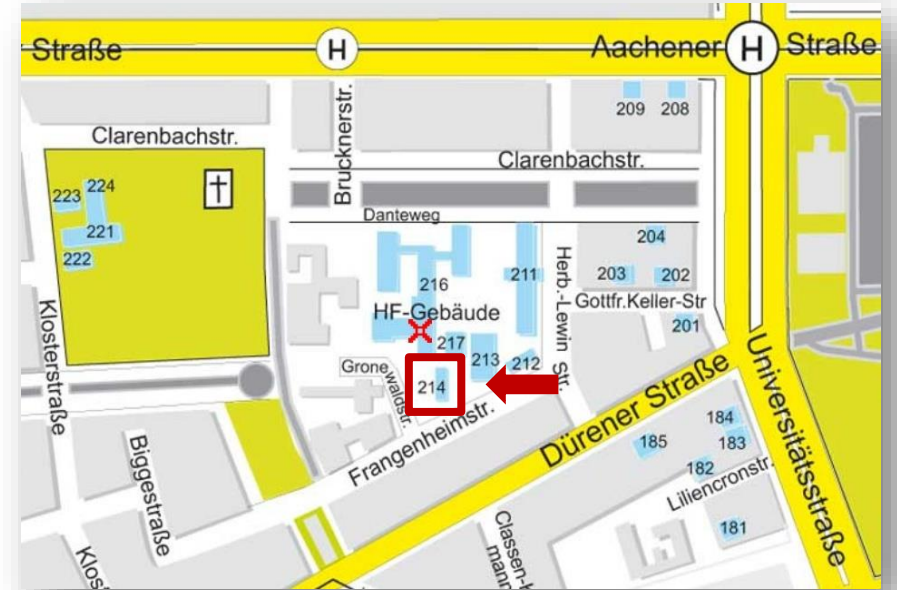 Straße
H
Aachener
H
Straße
209
208
Clarenbachstr.
Brucknerstr.
Clarenbachstr.
224
223
221
222
Danteweg
204
216
211
203
202
Herb.-Lewin Str.
Gottfr.Keller-Str
HF-Gebäude
201
217
213
212
Klosterstraße
Gronewaldstr.
214
Frangenheimstr.
Dürener Straße
Universitätsstraße
184
185
183
182
Liliencronstr.
181
Biggestraße
Classen-
mann
Klos